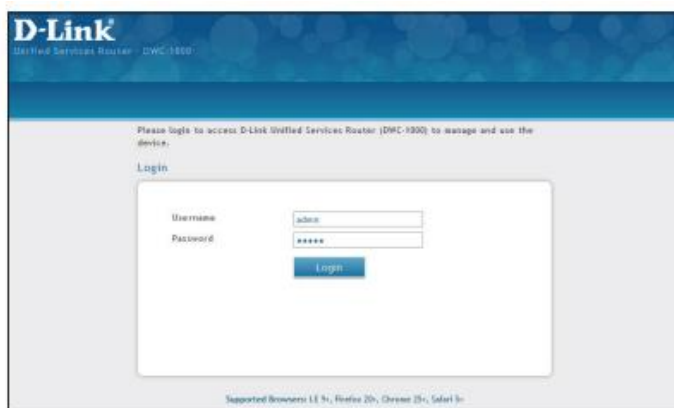 D-Link
Unified Services Router - DWC-1000
Please login to access D-Link Unified Services Router (DWC-1000) to manage and use the
device.
Login
Username
admin
Password
*****
Login
Supported Browsers: I.E 9+, Firefox 20+, Chrome 25+, Safari 5+